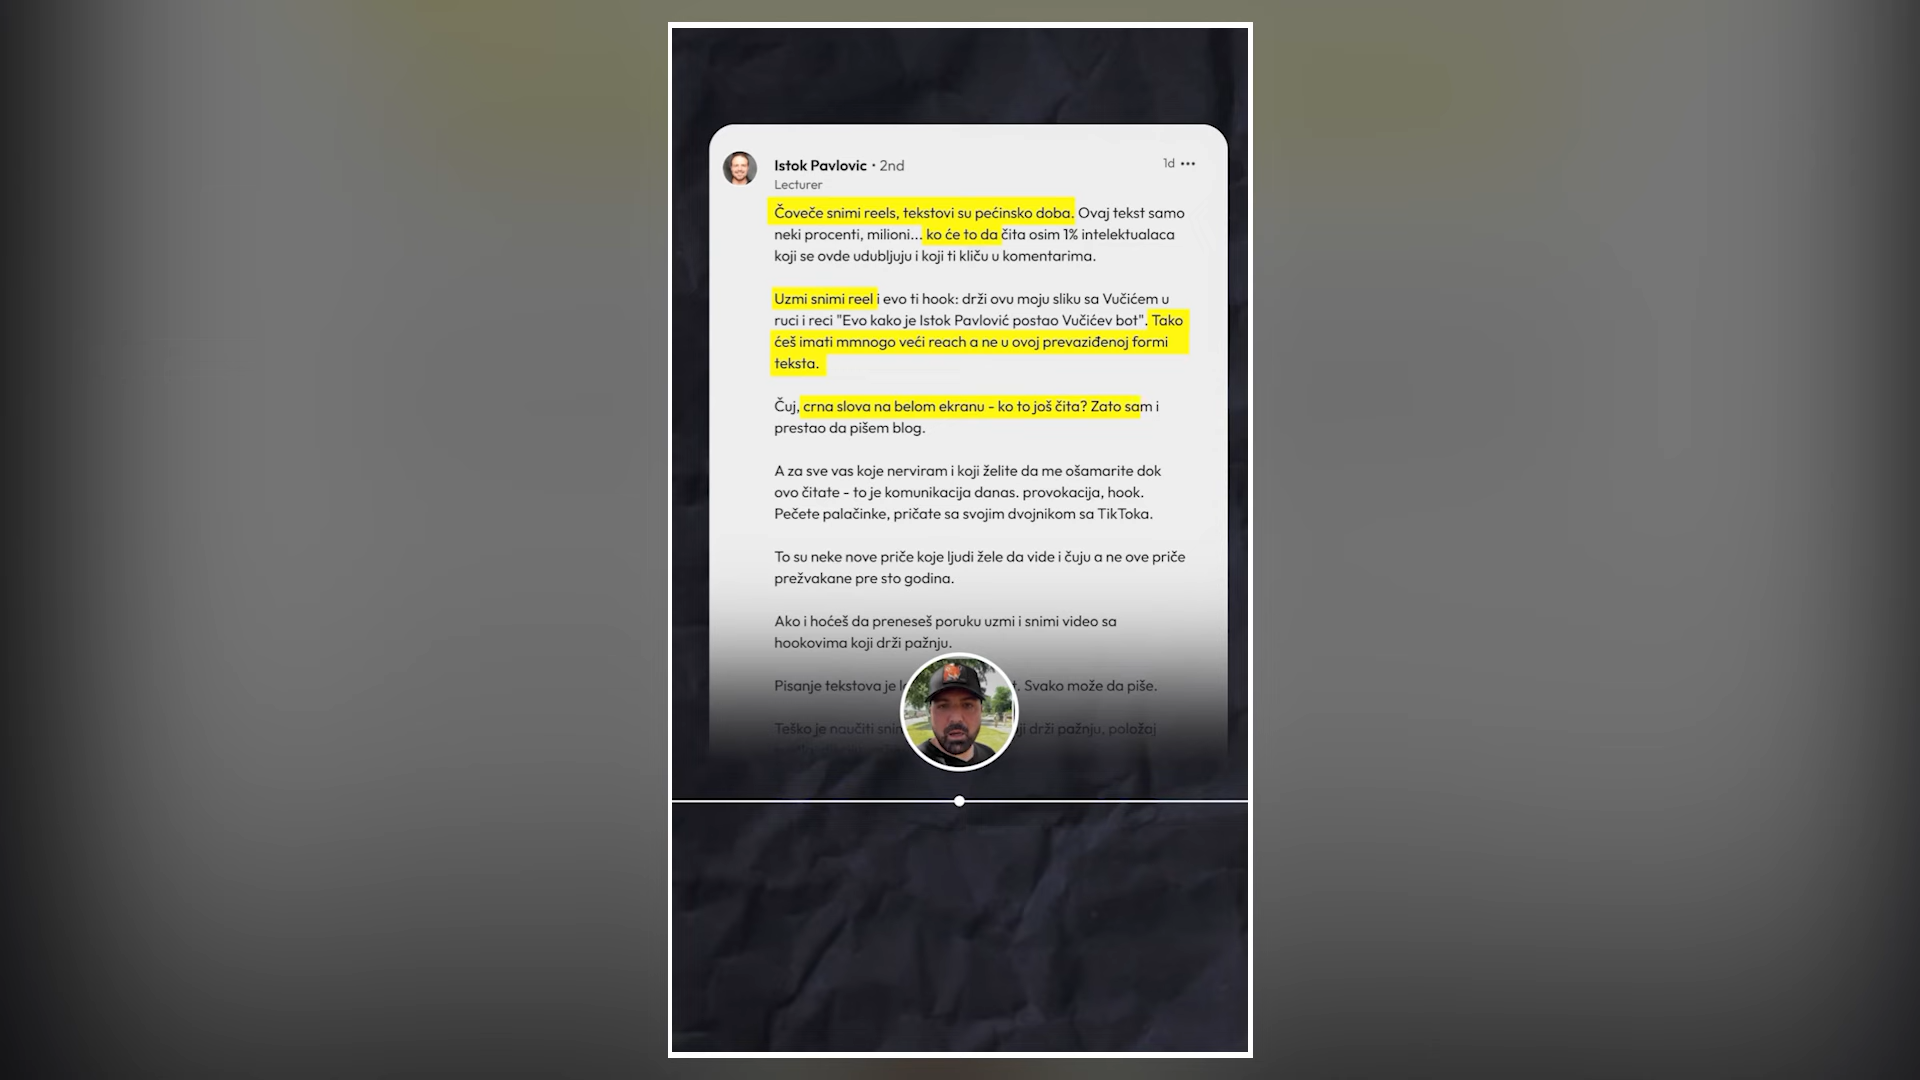 Istok Pavlovic · 2nd
1d
Lecturer
Čoveče snimi reels, tekstovi su pećinsko doba. Ovaj tekst samo
neki procenti, milioni... ko će to da čita osim 1% intelektualaca
koji se ovde udubljuju i koji ti kliču u komentarima.
Uzmi snimi reel i evo ti hook: drži ovu moju sliku sa Vučićem u
ruci i reci "Evo kako je Istok Pavlović postao Vučićev bot". Tako
ćeš imati mmnogo veći reach a ne u ovoj prevaziđenoj formi
teksta.
Čuj, crna slova na belom ekranu - ko to još čita? Zato sam i
prestao da pišem blog.
A za sve vas koje nerviram i koji želite da me ošamarite dok
ovo čitate - to je komunikacija danas. provokacija, hook.
Pečete palačinke, pričate sa svojim dvojnikom sa TikToka.
To su neke nove priče koje ljudi žele da vide i čuju a ne ove priče
prežvakane pre sto godina.
Ako i hoćeš da preneseš poruku uzmi i snimi video sa
hookovima koji drži pažnju.
Pisanje tekstova je Svako može da piše.
Teško je naučiti drži pažnju, položaj